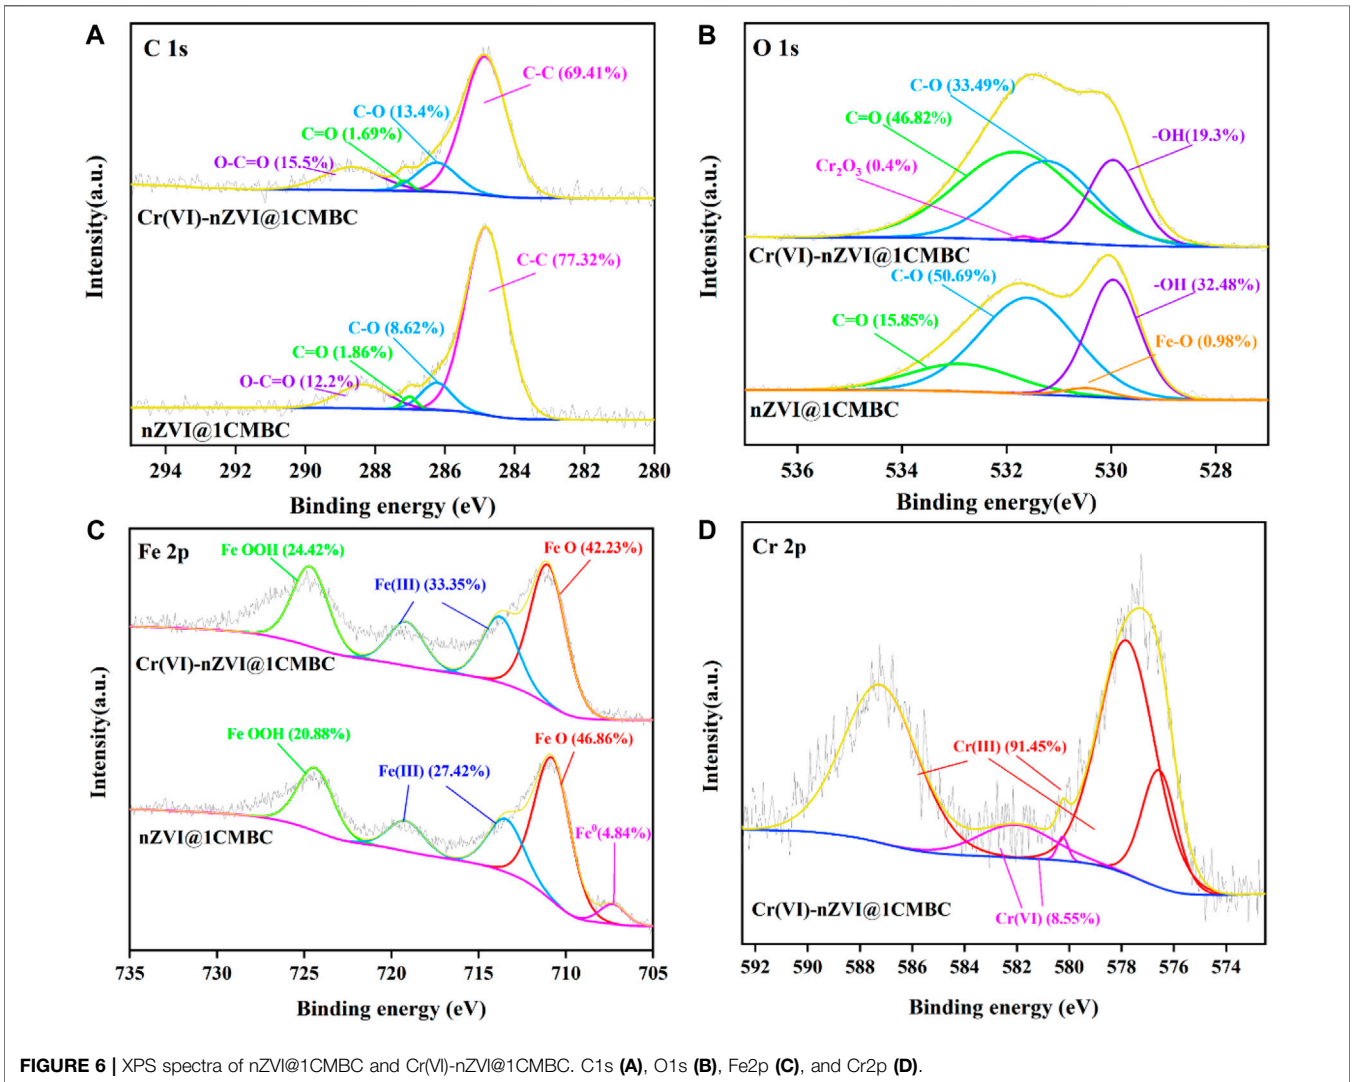 A
C 1s
C-C (69.41%)
C-O (13.4%)
C=O (1.69%)
O-C=O (15.5%)
Cr(VI)-nZVI@1CMBC
C-C (77.32%)
C-O (8.62%)
C=O (1.86%)
O-C=O (12.2%)
nZVI@1CMBC
Intensity(a.u.)
294 292 290 288 286 284 282 280
Binding energy (eV)
B
O 1s
C-O (33.49%)
C=O (46.82%)
-OH(19.3%)
Cr₂O₃ (0.4%)
Cr(VI)-nZVI@1CMBC
C-O (50.69%)
-OH (32.48%)
C=O (15.85%)
Fe-O (0.98%)
nZVI@1CMBC
Intensity(a.u.)
536 534 532 530 528
Binding energy(eV)
C
Fe 2p
Fe OOH (24.42%)
Fe O (42.23%)
Fe(III) (33.35%)
Cr(VI)-nZVI@1CMBC
Fe OOH (20.88%)
Fe O (46.86%)
Fe(III) (27.42%)
Fe⁰(4.84%)
nZVI@1CMBC
Intensity(a.u.)
735 730 725 720 715 710 705
Binding energy (eV)
D
Cr 2p
Cr(III) (91.45%)
Cr(VI)-nZVI@1CMBC
Cr(VI) (8.55%)
Intensity(a.u.)
592 590 588 586 584 582 580 578 576 574
Binding energy (eV)
FIGURE 6 | XPS spectra of nZVI@1CMBC and Cr(VI)-nZVI@1CMBC. C1s (A), O1s (B), Fe2p (C), and Cr2p (D).